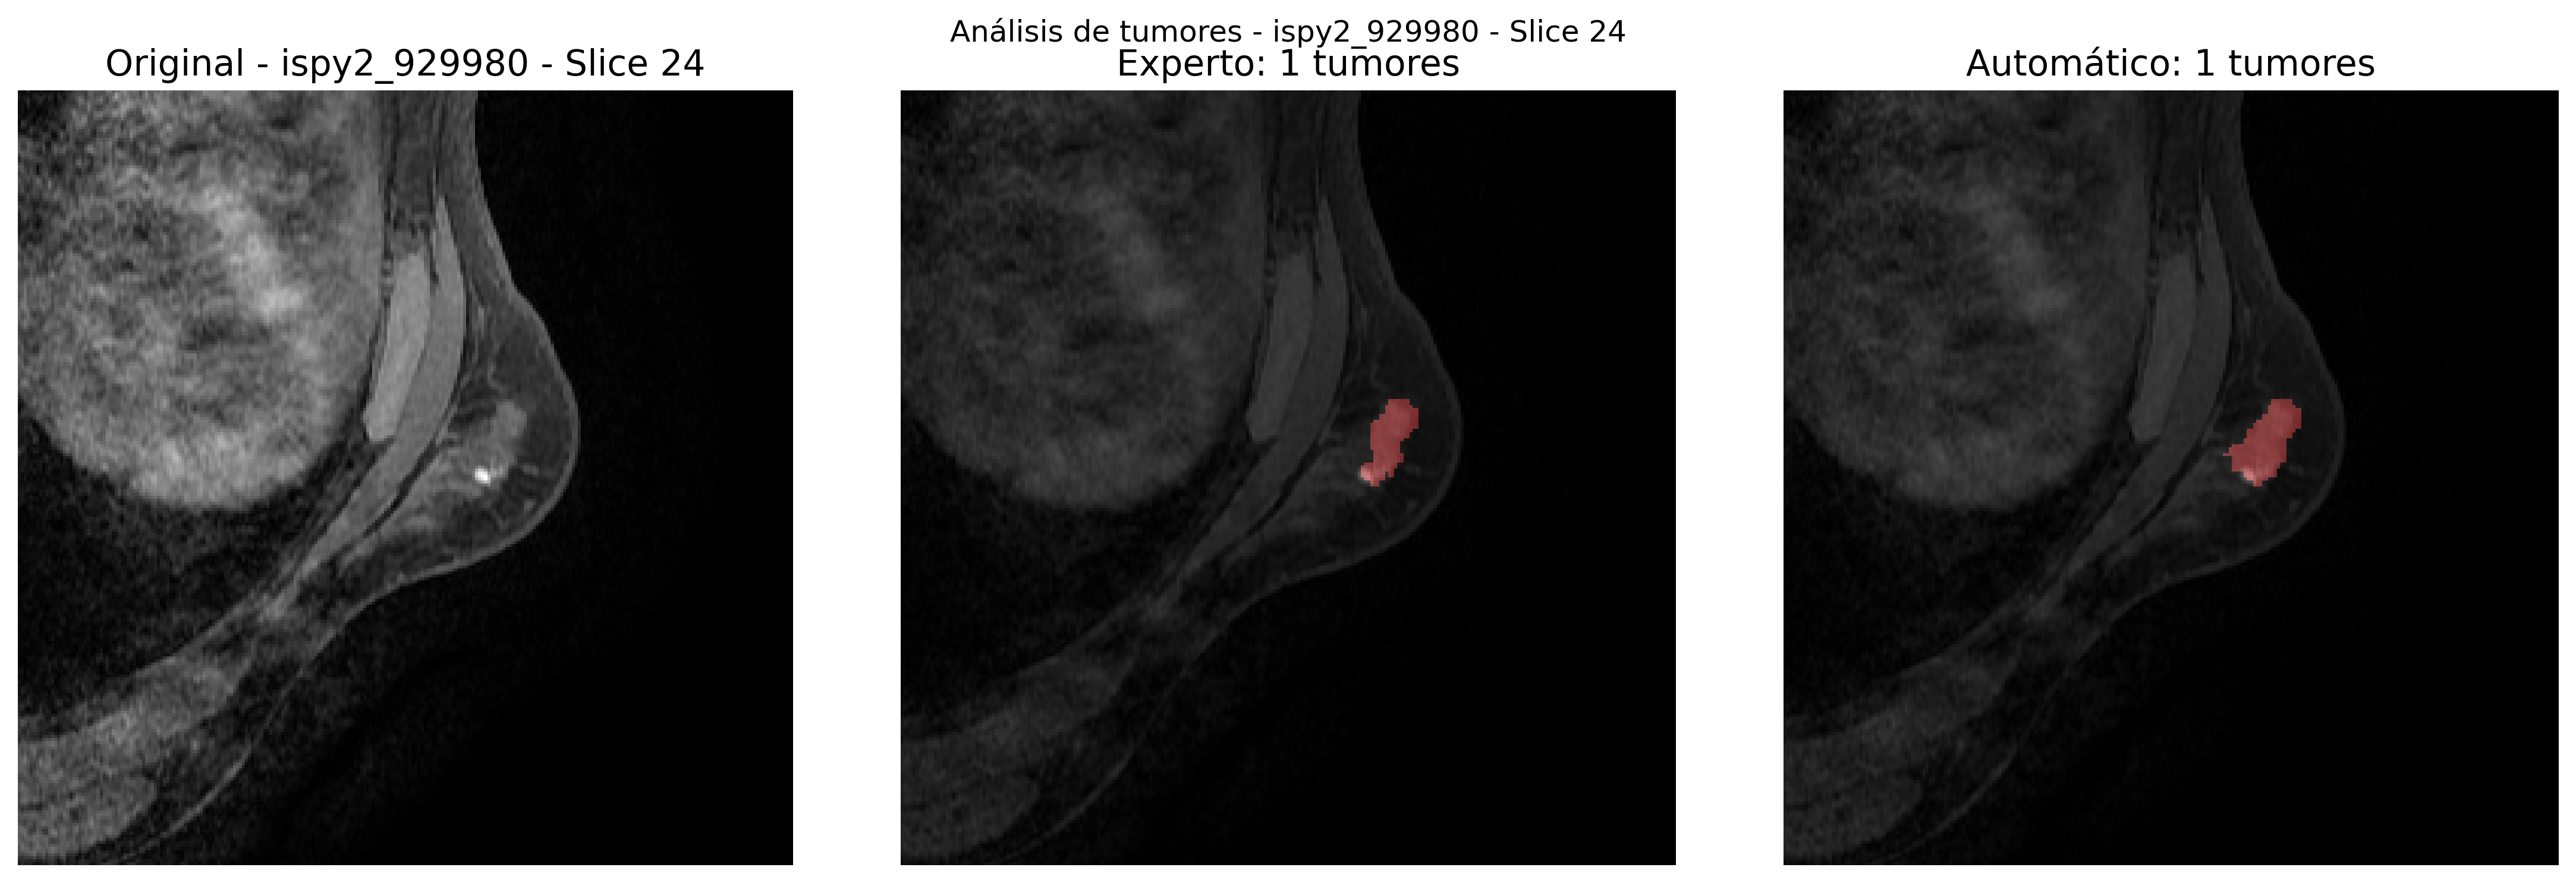 Análisis de tumores - ispy2_929980 - Slice 24
Original - ispy2_929980 - Slice 24
Experto: 1 tumores
Automático: 1 tumores